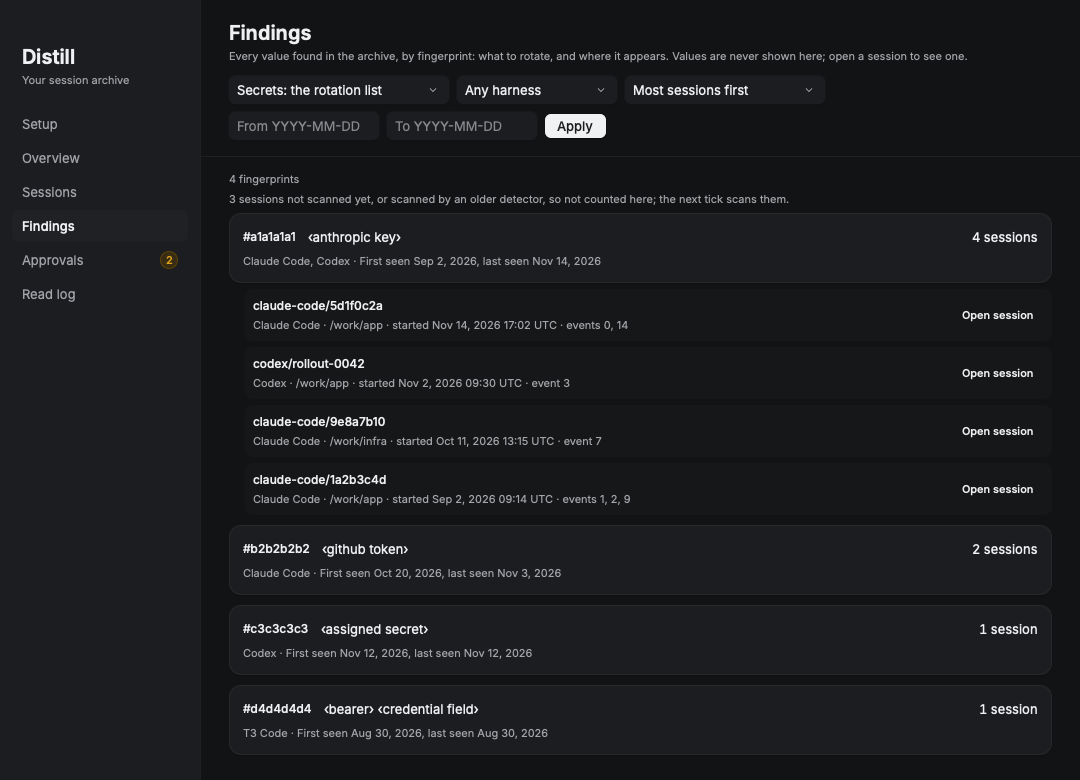 Distill
Your session archive
Setup
Overview
Sessions
Findings
Approvals 2
Read log
Findings
Every value found in the archive, by fingerprint: what to rotate, and where it appears. Values are never shown here; open a session to see one.
Secrets: the rotation list
Any harness
Most sessions first
From YYYY-MM-DD
To YYYY-MM-DD
Apply
4 fingerprints
3 sessions not scanned yet, or scanned by an older detector, so not counted here; the next tick scans them.
#a1a1a1a1 ‹anthropic key› 4 sessions
Claude Code, Codex · First seen Sep 2, 2026, last seen Nov 14, 2026
claude-code/5d1f0c2a
Claude Code · /work/app · started Nov 14, 2026 17:02 UTC · events 0, 14
Open session
codex/rollout-0042
Codex · /work/app · started Nov 2, 2026 09:30 UTC · event 3
Open session
claude-code/9e8a7b10
Claude Code · /work/infra · started Oct 11, 2026 13:15 UTC · event 7
Open session
claude-code/1a2b3c4d
Claude Code · /work/app · started Sep 2, 2026 09:14 UTC · events 1, 2, 9
Open session
#b2b2b2b2 ‹github token› 2 sessions
Claude Code · First seen Oct 20, 2026, last seen Nov 3, 2026
#c3c3c3c3 ‹assigned secret› 1 session
Codex · First seen Nov 12, 2026, last seen Nov 12, 2026
#d4d4d4d4 ‹bearer› ‹credential field› 1 session
T3 Code · First seen Aug 30, 2026, last seen Aug 30, 2026